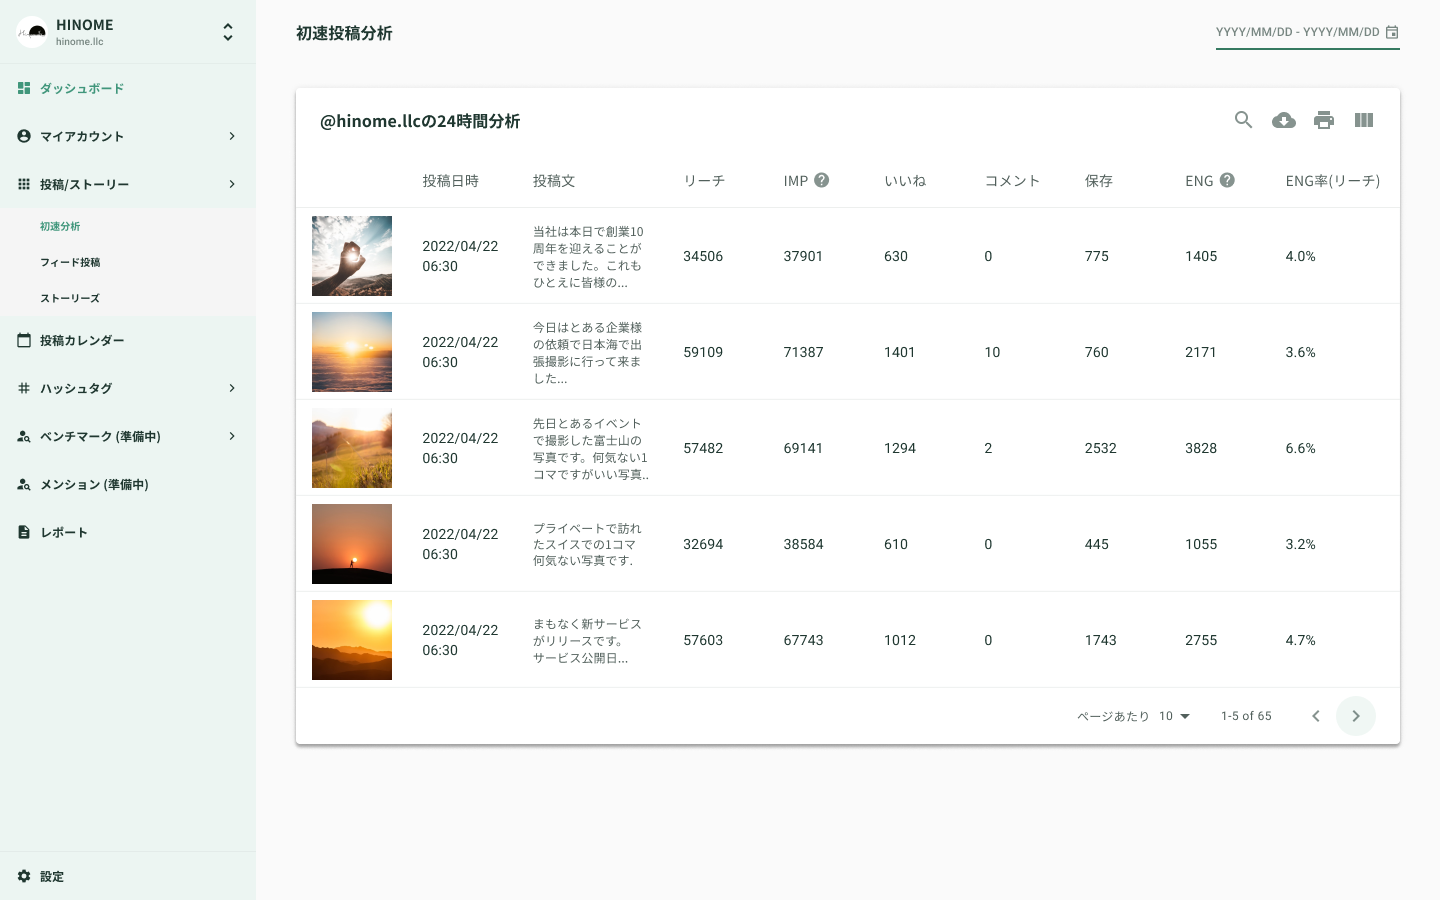 HINOME
hinome.llc
ダッシュボード
マイアカウント
投稿/ストーリー
初速分析
フィード投稿
ストーリーズ
投稿カレンダー
ハッシュタグ
ベンチマーク (準備中)
メンション (準備中)
レポート
設定
初速投稿分析
YYYY/MM/DD - YYYY/MM/DD
@hinome.llcの24時間分析
投稿日時 投稿文 リーチ IMP ? いいね コメント 保存 ENG ? ENG率(リーチ)
2022/04/22
06:30
当社は本日で創業10
周年を迎えることが
できました。これも
ひとえに皆様の...
34506 37901 630 0 775 1405 4.0%
2022/04/22
06:30
今日はとある企業様
の依頼で日本海で出
張撮影に行って来ま
した...
59109 71387 1401 10 760 2171 3.6%
2022/04/22
06:30
先日とあるイベント
で撮影した富士山の
写真です。何気ない1
コマですがいい写真..
57482 69141 1294 2 2532 3828 6.6%
2022/04/22
06:30
プライベートで訪れ
たスイスでの1コマ
何気ない写真です.
32694 38584 610 0 445 1055 3.2%
2022/04/22
06:30
まもなく新サービス
がリリースです。
サービス公開日...
57603 67743 1012 0 1743 2755 4.7%
ページあたり 10 1-5 of 65